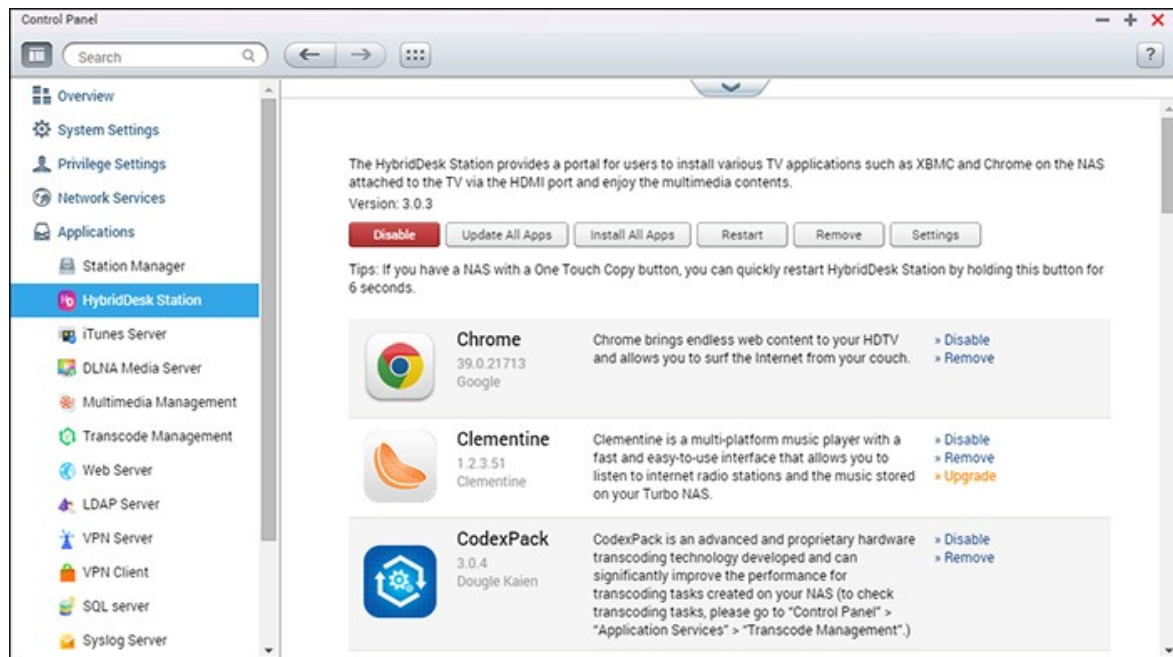 Control Panel
Search
?
Overview
System Settings
Privilege Settings
Network Services
Applications
Station Manager
HybridDesk Station
iTunes Server
DLNA Media Server
Multimedia Management
Transcode Management
Web Server
LDAP Server
VPN Server
VPN Client
SQL server
Syslog Server
The HybridDesk Station provides a portal for users to install various TV applications such as XBMC and Chrome on the NAS
attached to the TV via the HDMI port and enjoy the multimedia contents.
Version: 3.0.3
Disable Update All Apps Install All Apps Restart Remove Settings
Tips: If you have a NAS with a One Touch Copy button, you can quickly restart HybridDesk Station by holding this button for
6 seconds.
Chrome
39.0.21713
Google
Chrome brings endless web content to your HDTV
and allows you to surf the Internet from your couch.
» Disable
» Remove
Clementine
1.2.3.51
Clementine
Clementine is a multi-platform music player with a
fast and easy-to-use interface that allows you to
listen to internet radio stations and the music stored
on your Turbo NAS.
» Disable
» Remove
» Upgrade
CodexPack
3.0.4
Dougle Kaien
CodexPack is an advanced and proprietary hardware
transcoding technology developed and can
significantly improve the performance for
transcoding tasks created on your NAS (to check
transcoding tasks, please go to “Control Panel” >
“Application Services” > “Transcode Management”.)
» Disable
» Remove